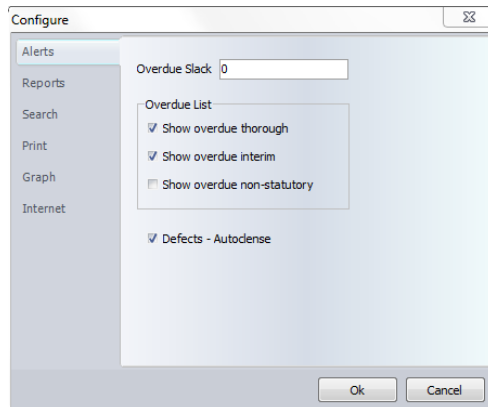 Configure
Alerts
Reports
Search
Print
Graph
Internet
Overdue Slack 0
Overdue List
Show overdue thorough
Show overdue interim
Show overdue non-statutory
Defects - Autoclense
Ok
Cancel